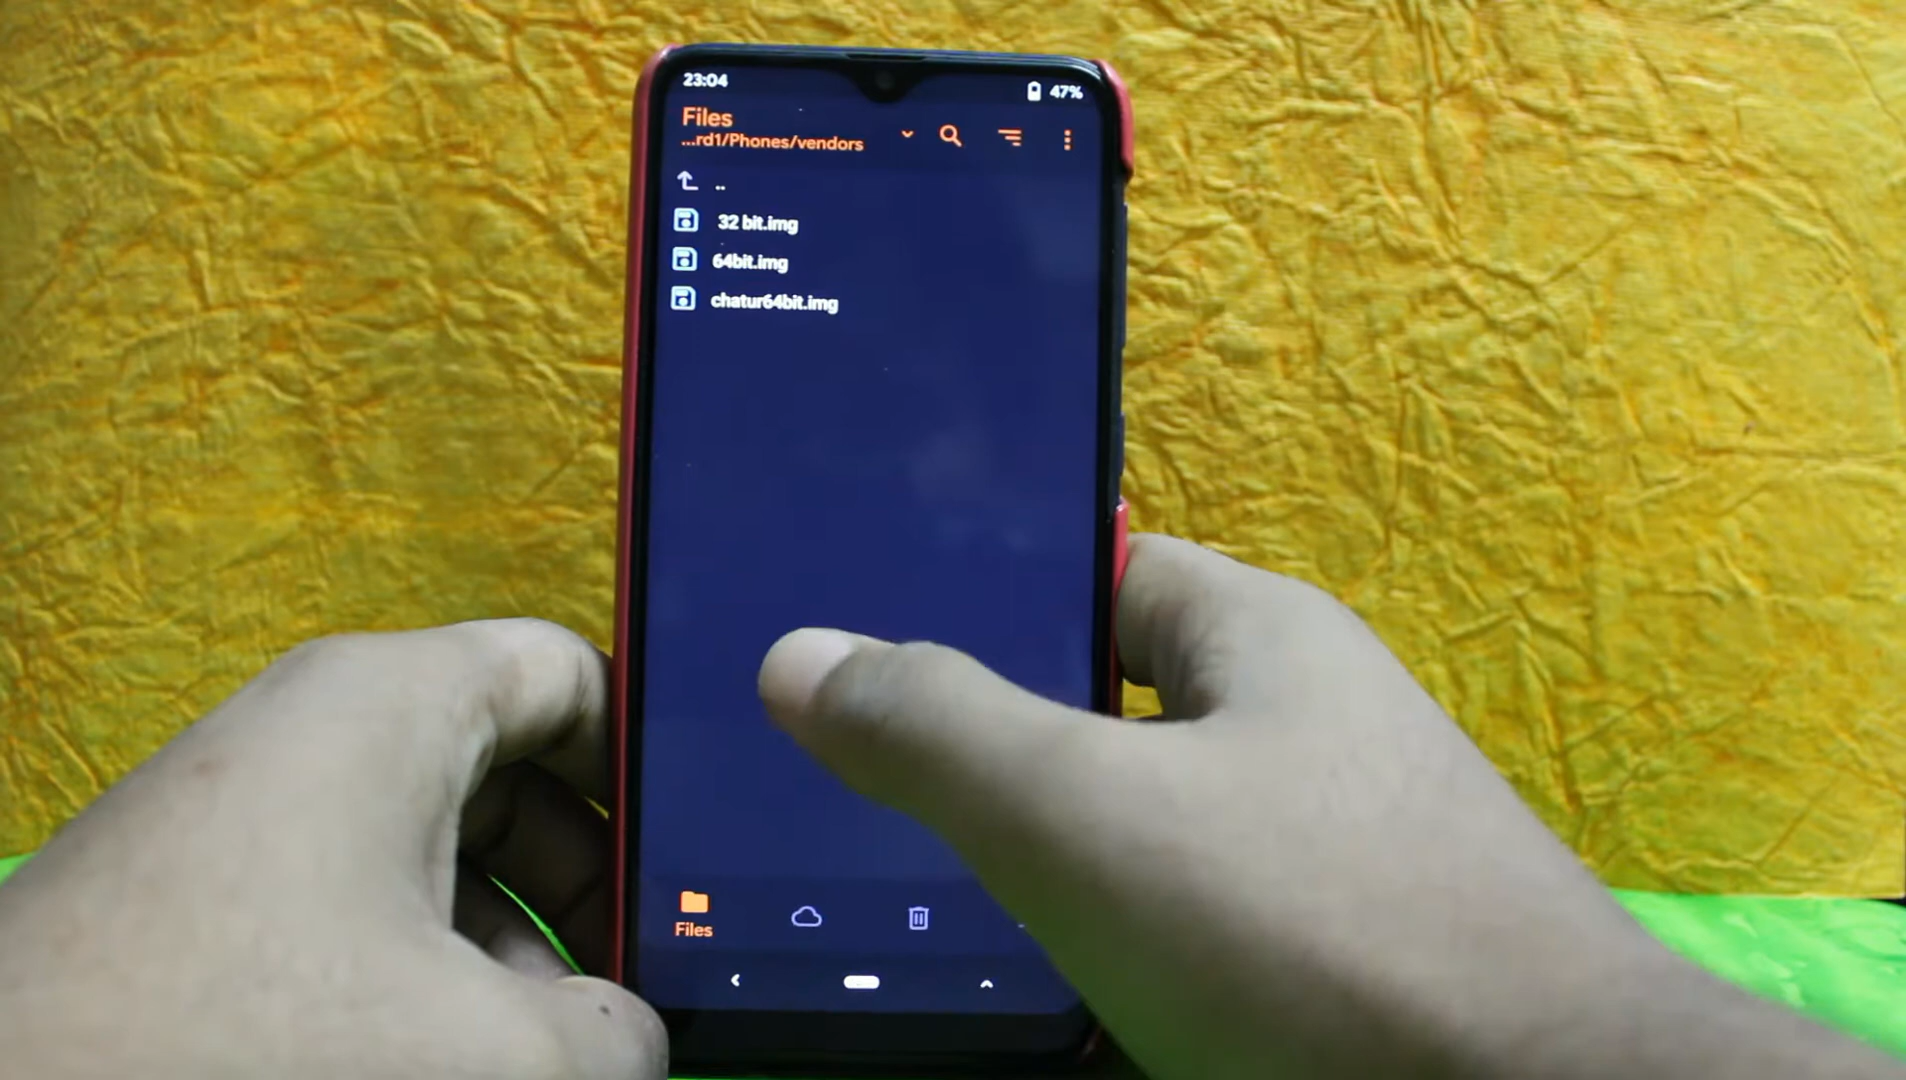 23:04
47%
Files
...rd1/Phones/vendors
..
32 bit.img
64bit.img
chatur64bit.img
Files